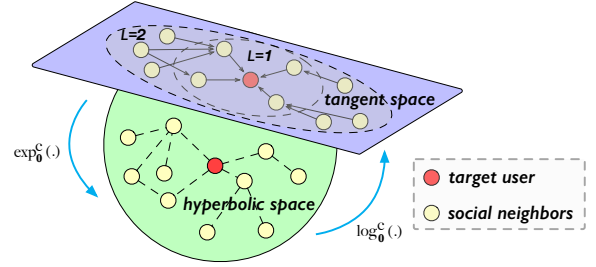 L=2
L=1
tangent space
exp₀ᶜ(.)
hyperbolic space
log₀ᶜ(.)
target user
social neighbors